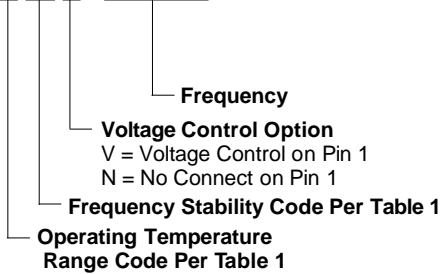 Frequency
Voltage Control Option
V = Voltage Control on Pin 1
N = No Connect on Pin 1
Frequency Stability Code Per Table 1
Operating Temperature
Range Code Per Table 1